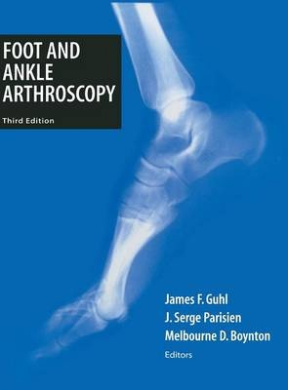 FOOT AND
ANKLE
ARTHROSCOPY
Third Edition
James F. Guhl
J. Serge Parisien
Melbourne D. Boynton
Editors